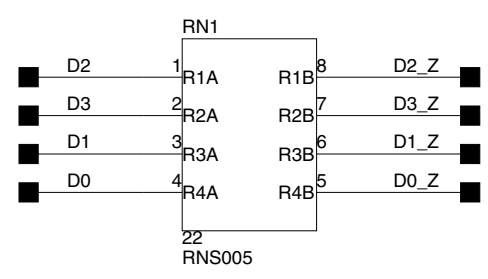 RN1
D2 1 R1A R1B 8 D2_Z
D3 2 R2A R2B 7 D3_Z
D1 3 R3A R3B 6 D1_Z
D0 4 R4A R4B 5 D0_Z
22
RNS005